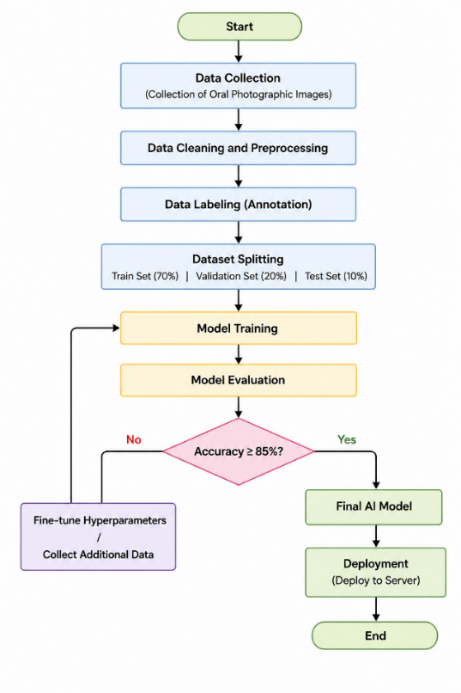 Start
Data Collection
(Collection of Oral Photographic Images)
Data Cleaning and Preprocessing
Data Labeling (Annotation)
Dataset Splitting
Train Set (70%) | Validation Set (20%) | Test Set (10%)
Model Training
Model Evaluation
No
Accuracy ≥ 85%?
Yes
Fine-tune Hyperparameters
/
Collect Additional Data
Final AI Model
Deployment
(Deploy to Server)
End